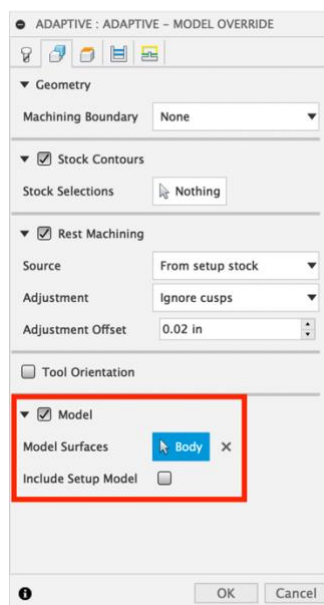 ADAPTIVE : ADAPTIVE – MODEL OVERRIDE
Geometry
Machining Boundary None
Stock Contours
Stock Selections Nothing
Rest Machining
Source From setup stock
Adjustment Ignore cusps
Adjustment Offset 0.02 in
Tool Orientation
Model
Model Surfaces Body
Include Setup Model
OK Cancel